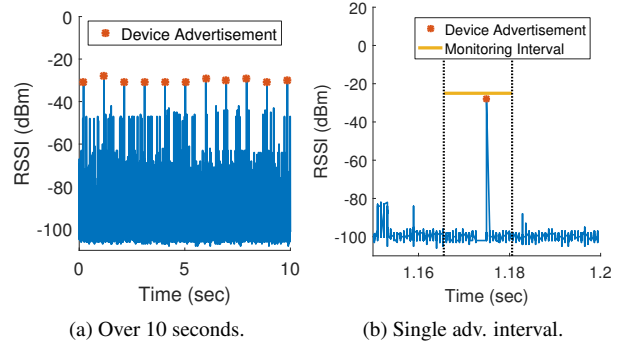 0
-20
-40
-60
-80
-100
RSSI (dBm)
Device Advertisement
0
5
10
Time (sec)
(a) Over 10 seconds.
20
0
-20
-40
-60
-80
-100
RSSI (dBm)
Device Advertisement
Monitoring Interval
1.16
1.18
1.2
Time (sec)
(b) Single adv. interval.